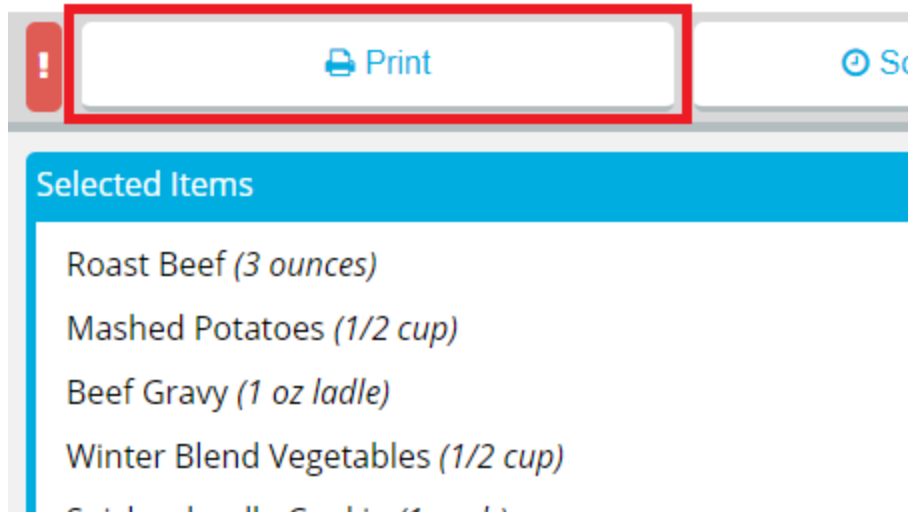 ! Print
Selected Items
Roast Beef (3 ounces)
Mashed Potatoes (1/2 cup)
Beef Gravy (1 oz ladle)
Winter Blend Vegetables (1/2 cup)